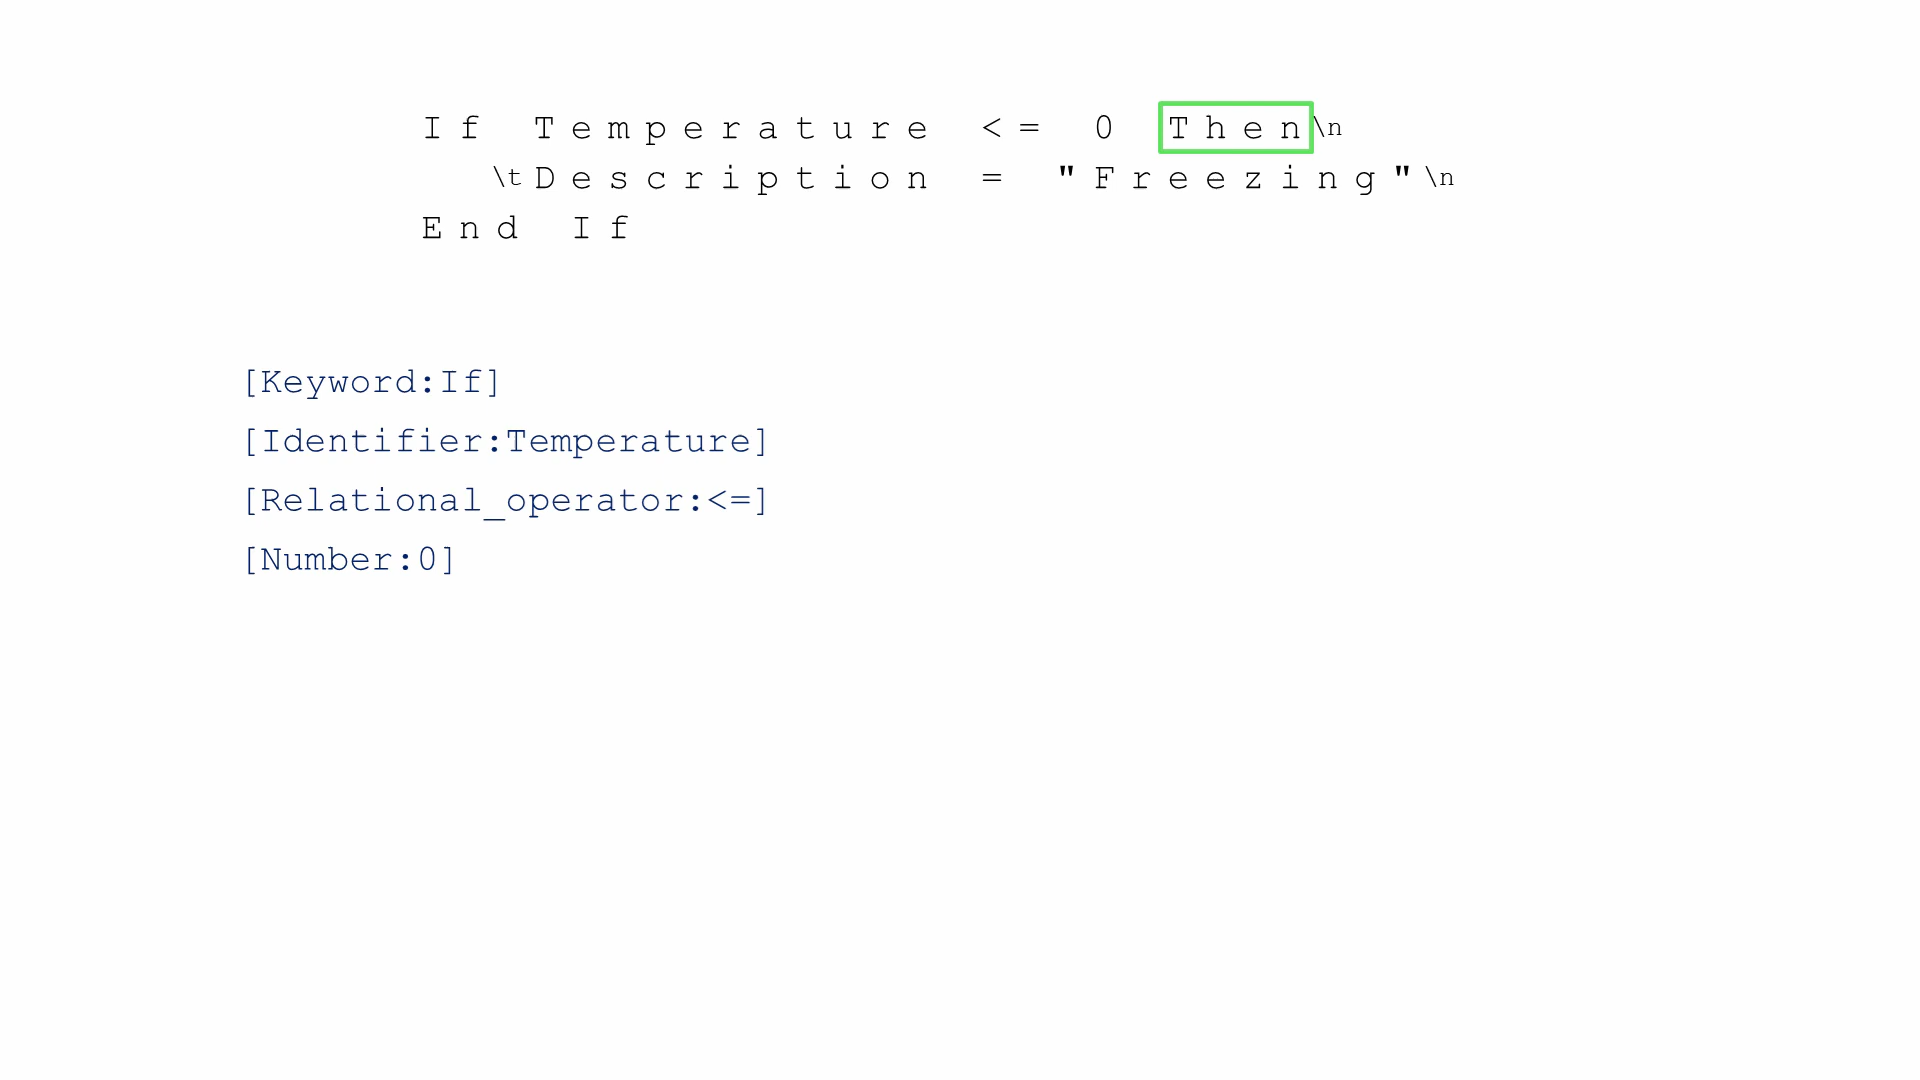 If Temperature <= 0 Then\n
\tDescription = "Freezing"\n
End If
[Keyword:If]
[Identifier:Temperature]
[Relational_operator:<=]
[Number:0]